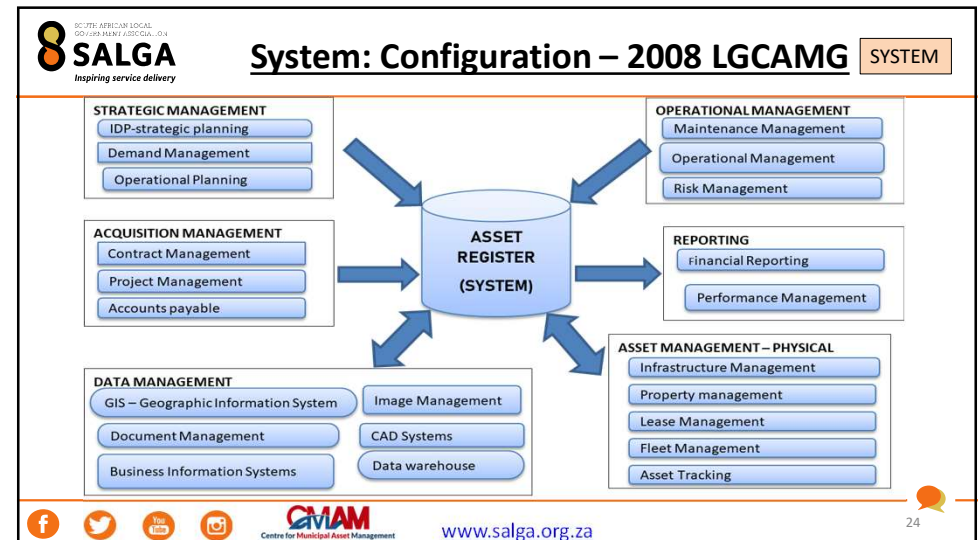 SOUTH AFRICAN LOCAL
GOVERNMENT ASSOCIATION
SALGA
Inspiring service delivery
System: Configuration – 2008 LGCAMG
SYSTEM
STRATEGIC MANAGEMENT
IDP-strategic planning
Demand Management
Operational Planning
OPERATIONAL MANAGEMENT
Maintenance Management
Operational Management
Risk Management
ACQUISITION MANAGEMENT
Contract Management
Project Management
Accounts payable
ASSET
REGISTER
(SYSTEM)
REPORTING
Financial Reporting
Performance Management
DATA MANAGEMENT
GIS – Geographic Information System
Image Management
Document Management
CAD Systems
Business Information Systems
Data warehouse
ASSET MANAGEMENT – PHYSICAL
Infrastructure Management
Property management
Lease Management
Fleet Management
Asset Tracking
You
Tube
CMAM
Centre for Municipal Asset Management
www.salga.org.za
24